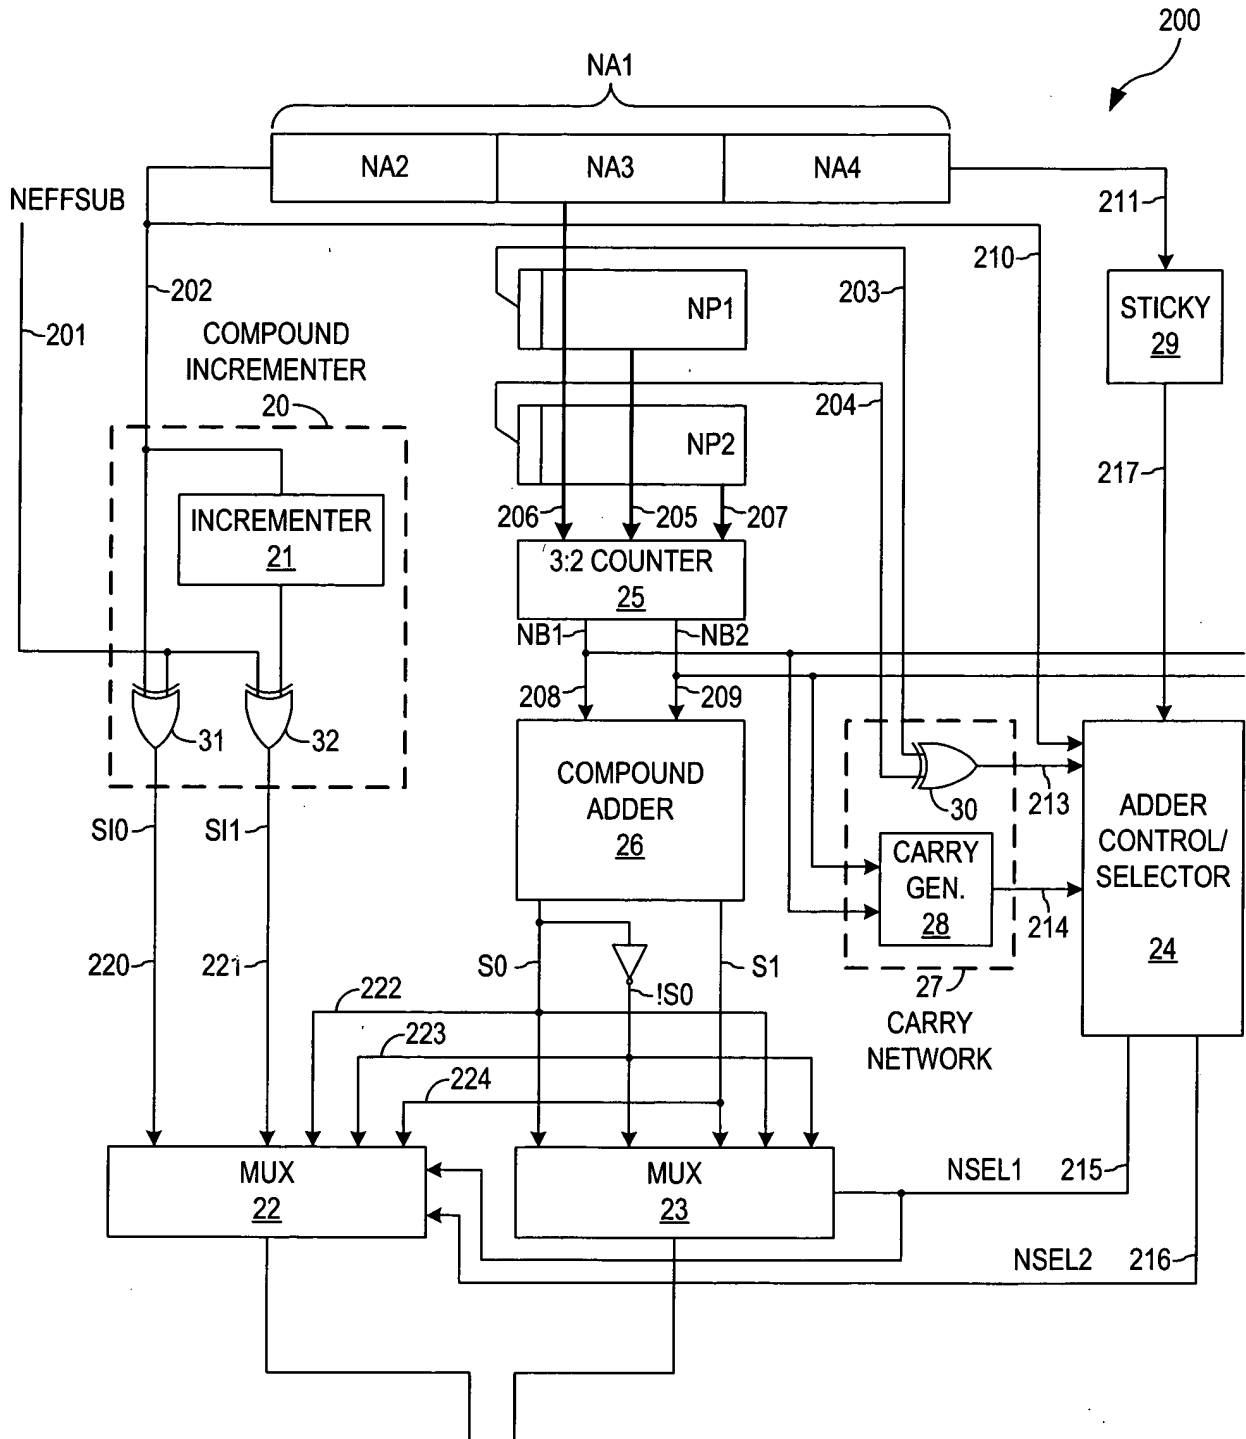 200
NA1
NA2 NA3 NA4
NEFFSUB
211
202
210
203
NP1
STICKY
29
201
COMPOUND
INCREMENTER
20
204
NP2
217
INCREMENTER
21
206 205 207
3:2 COUNTER
25
NB1 NB2
208 209
31 32
COMPOUND
ADDER
26
30
213
ADDER
CONTROL/
SELECTOR
24
SI0 SI1
CARRY
GEN.
28
214
220 221
S0 !S0 S1
27
CARRY
NETWORK
222
223
224
MUX
22
MUX
23
NSEL1 215
NSEL2 216